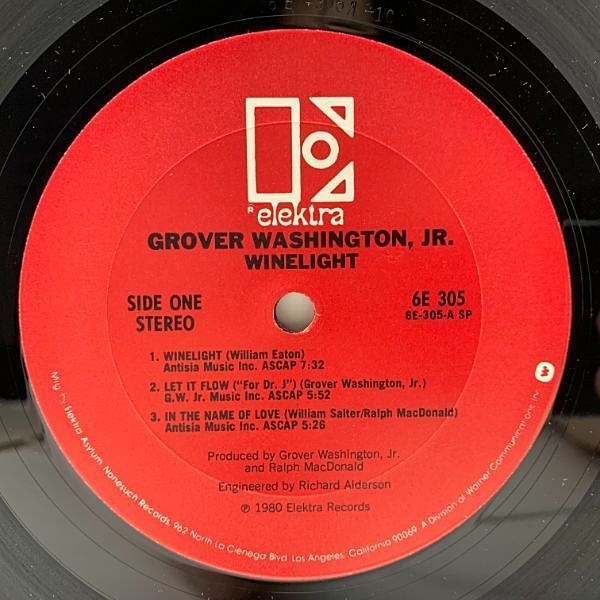 elektra
GROVER WASHINGTON, JR.
WINELIGHT
SIDE ONE
STEREO
6E 305
6E-305-A SP
1. WINELIGHT (William Eaton)
Antisia Music Inc. ASCAP 7:32
2. LET IT FLOW ("For Dr. J") (Grover Washington, Jr.)
G.W. Jr. Music Inc. ASCAP 5:52
3. IN THE NAME OF LOVE (William Salter/Ralph MacDonald)
Antisia Music Inc. ASCAP 5:26
Produced by Grover Washington, Jr.
and Ralph MacDonald
Engineered by Richard Alderson
℗ 1980 Elektra Records
Mfg. by Elektra Asylum Nonesuch Records, 962 North La Cienega Blvd. Los Angeles, California 90069. A Division of Warner Communications, Inc.